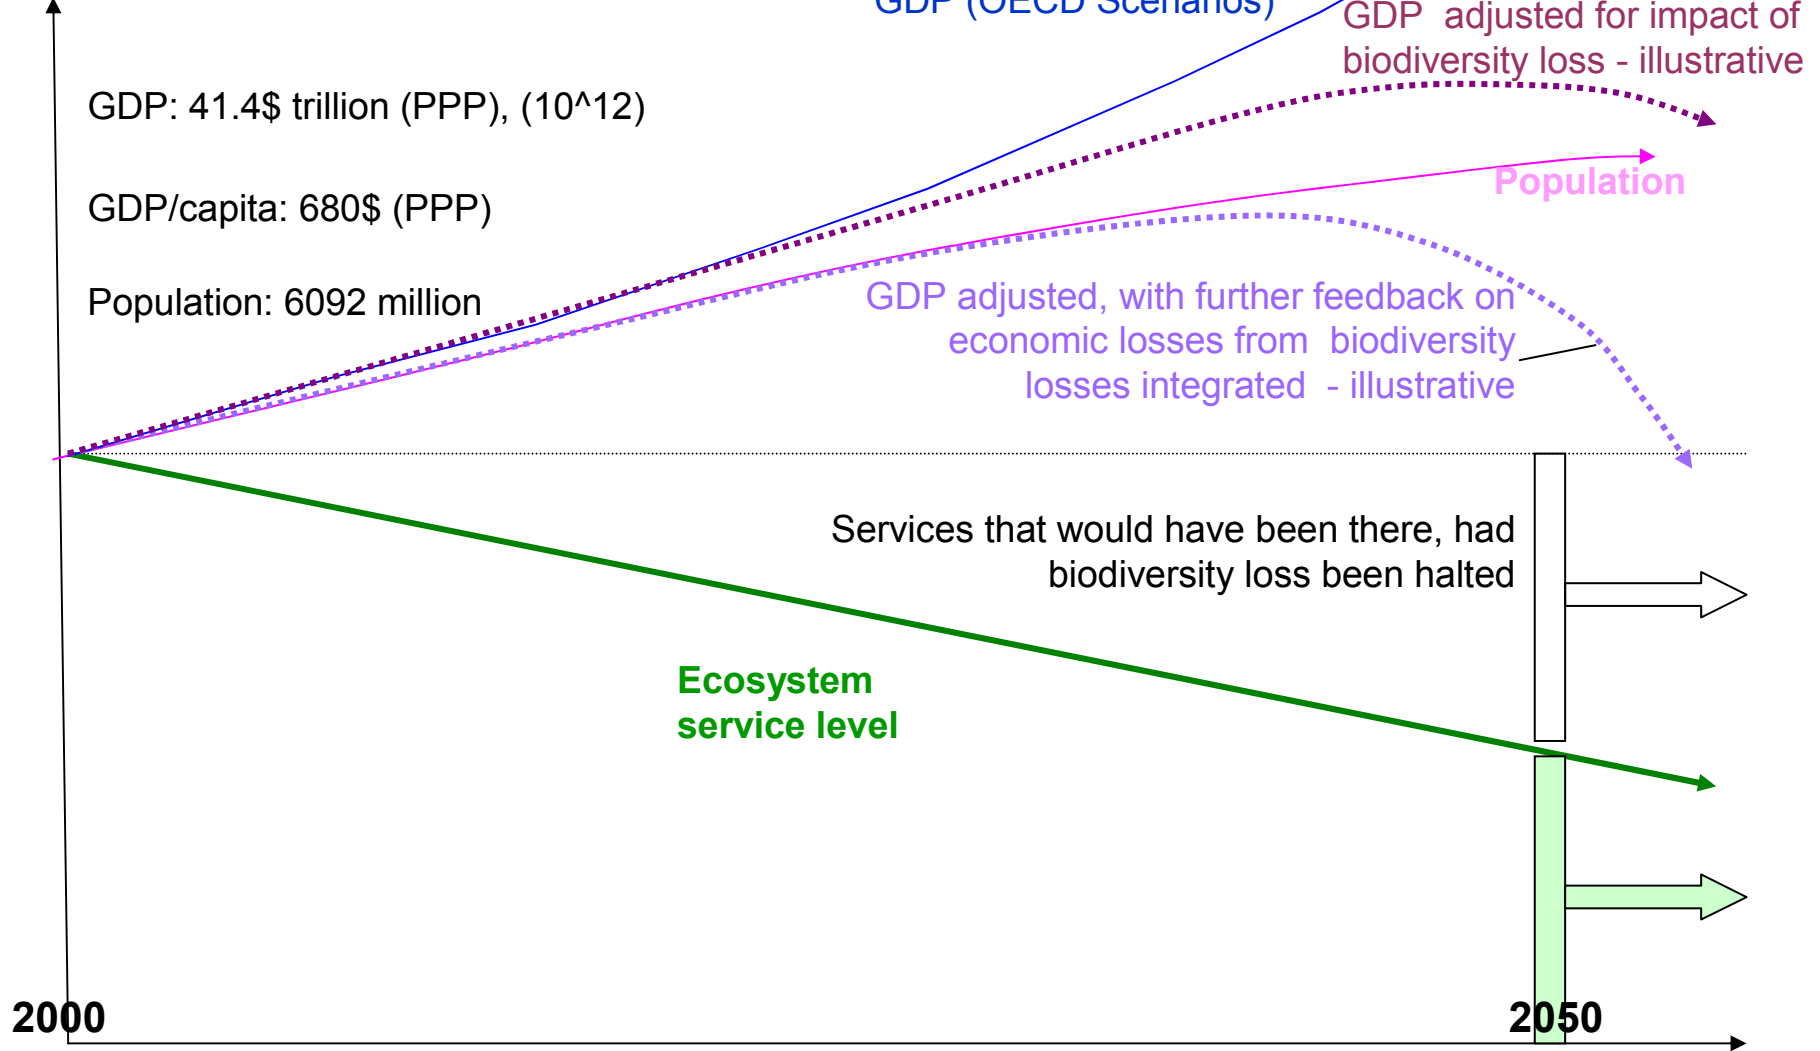 GDP (OECD Scenarios)
GDP  adjusted for impact of
biodiversity loss - illustrative
GDP: 41.4$ trillion (PPP), (10^12)
GDP/capita: 680$ (PPP)
Population: 6092 million
Population
GDP adjusted, with further feedback on
economic losses from  biodiversity
losses integrated  - illustrative
Services that would have been there, had
biodiversity loss been halted
Ecosystem
service level
2000
2050